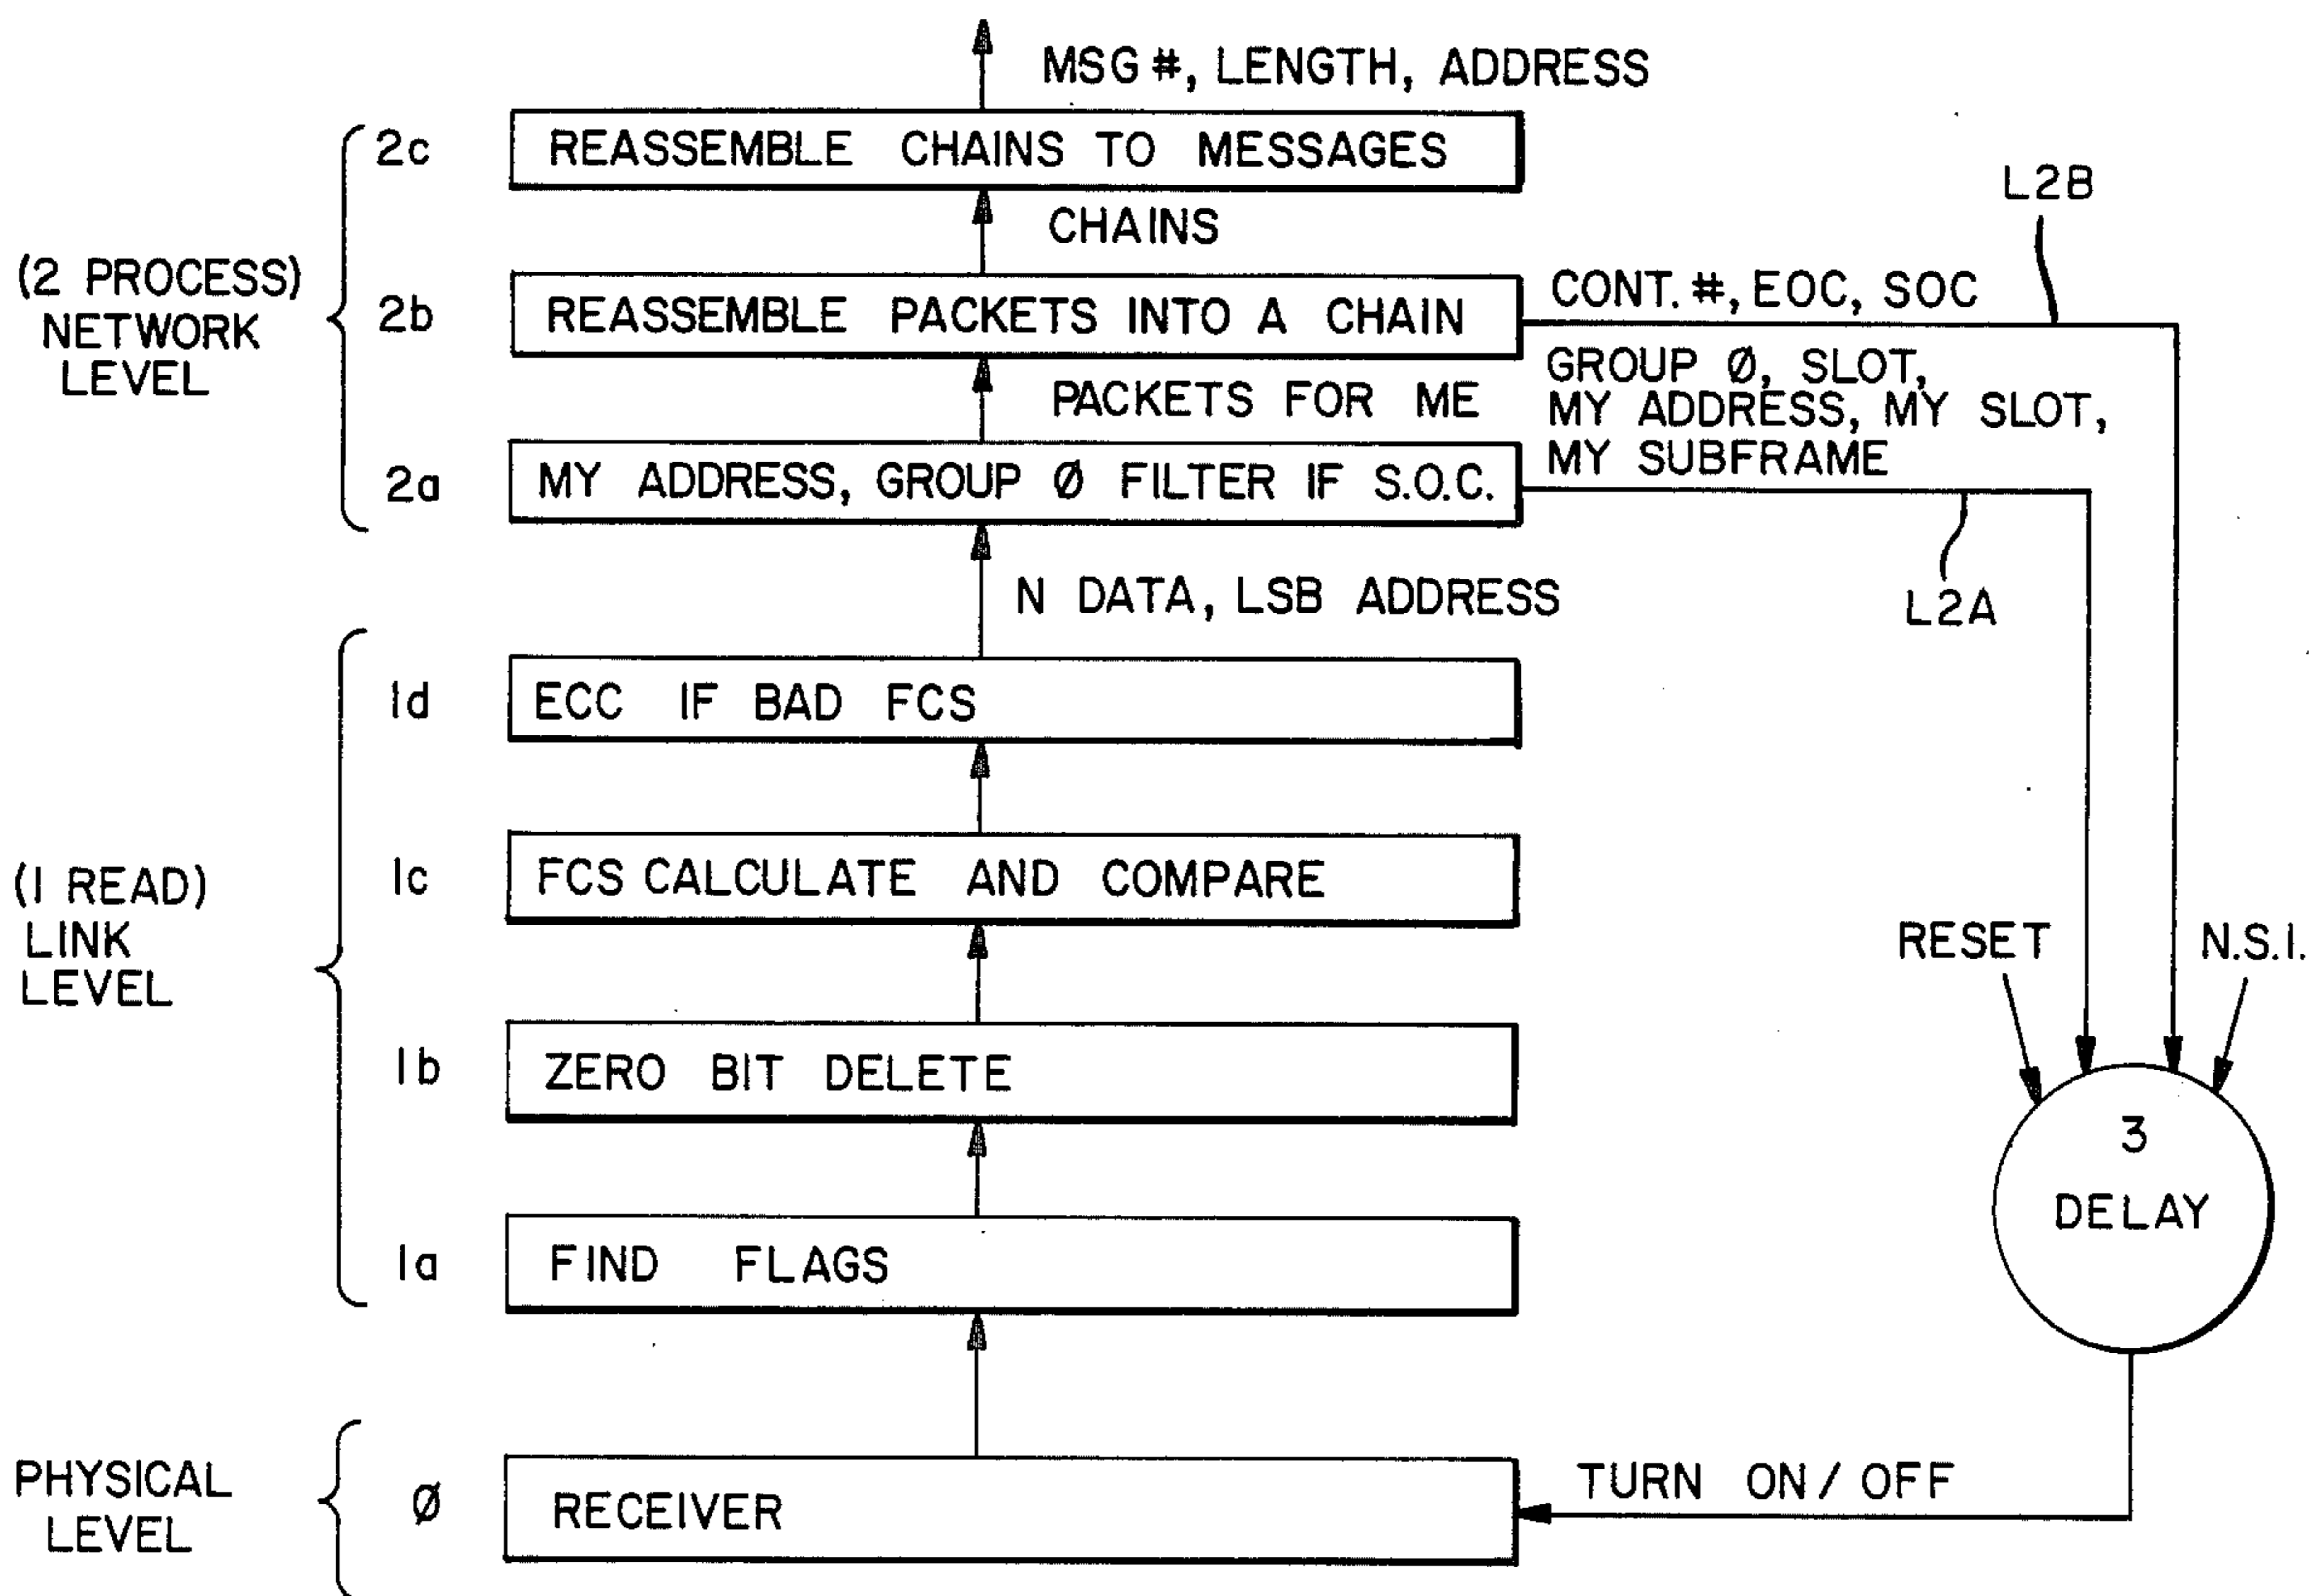 MSG #, LENGTH, ADDRESS
2c REASSEMBLE CHAINS TO MESSAGES
L2B
CHAINS
(2 PROCESS)
NETWORK
LEVEL
2b REASSEMBLE PACKETS INTO A CHAIN
CONT. #, EOC, SOC
GROUP Ø, SLOT,
MY ADDRESS, MY SLOT,
MY SUBFRAME
PACKETS FOR ME
2a MY ADDRESS, GROUP Ø FILTER IF S.O.C.
L2A
N DATA, LSB ADDRESS
1d ECC IF BAD FCS
(1 READ)
LINK
LEVEL
1c FCS CALCULATE AND COMPARE
RESET
N.S.I.
1b ZERO BIT DELETE
3
DELAY
1a FIND FLAGS
PHYSICAL
LEVEL
Ø RECEIVER
TURN ON / OFF